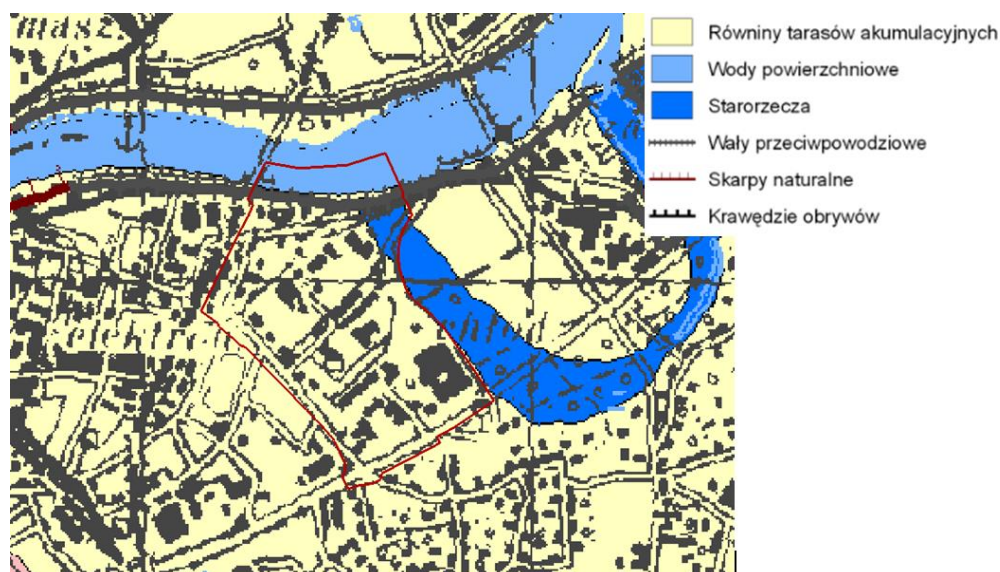 Równiny tarasów akumulacyjnych
Wody powierzchniowe
Starorzecza
Wały przeciwpowodziowe
Skarpy naturalne
Krawędzie obrywów